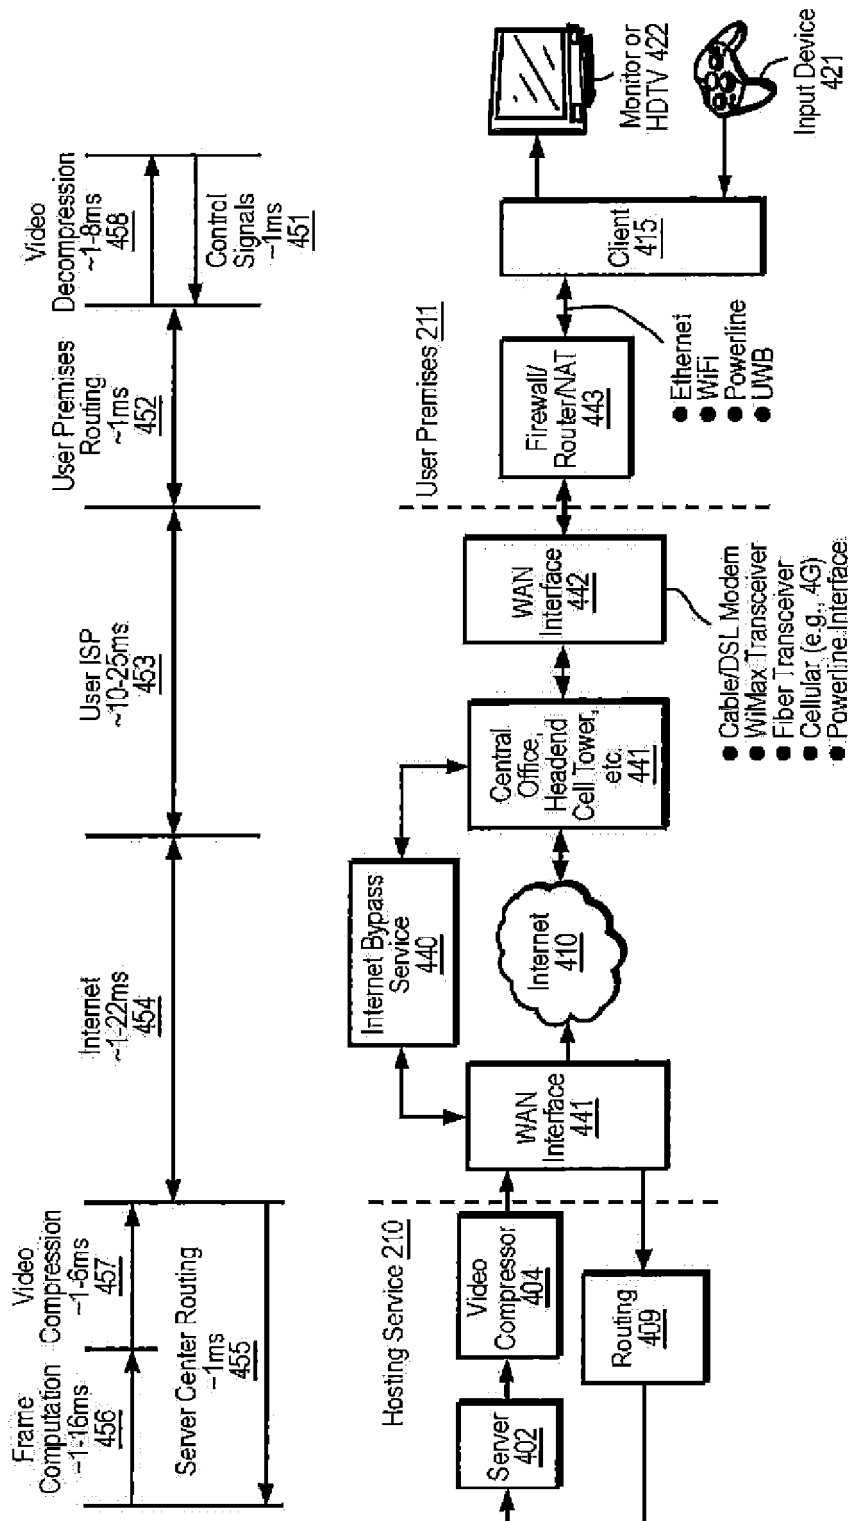 Frame
Computation
~1-16ms
456
Video
Compression
~1-6ms
457
Server Center Routing
~1ms
455
Internet
~1-22ms
454
User ISP
~10-25ms
453
User Premises
Routing
~1ms
452
Video
Decompression
~1-8ms
458
Control
Signals
~1ms
451
Hosting Service 210
Server
402
Video
Compressor
404
Routing
409
WAN
Interface
441
Internet Bypass
Service
440
Internet
410
Central
Office,
Headend
Cell Tower,
etc.
441
WAN
Interface
442
● Cable/DSL Modem
● WiMax Transceiver
● Fiber Transceiver
● Cellular (e.g., 4G)
● Powerline Interface
User Premises 211
Firewall/
Router/NAT
443
● Ethernet
● WiFi
● Powerline
● UWB
Client
415
Monitor or
HDTV 422
Input Device
421